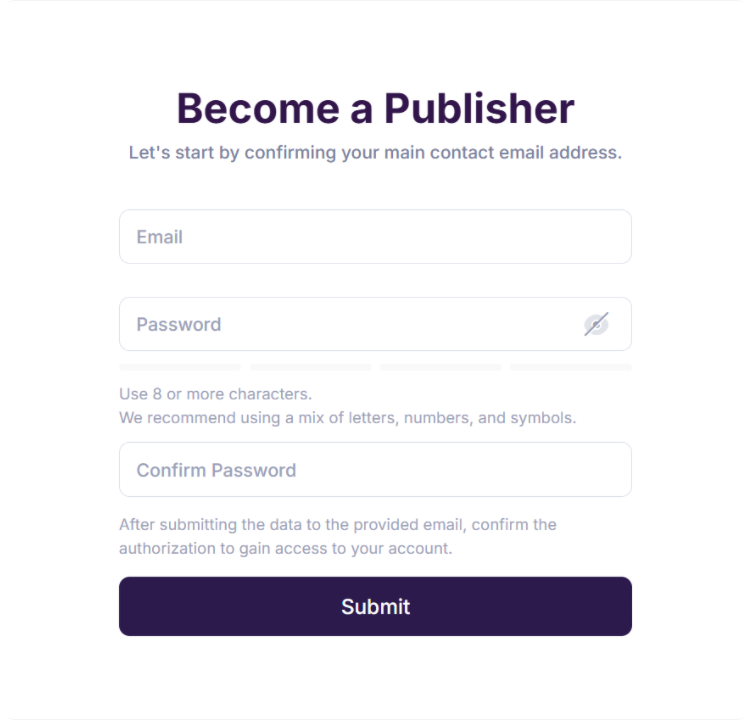 Become a Publisher
Let's start by confirming your main contact email address.
Email
Password
Use 8 or more characters.
We recommend using a mix of letters, numbers, and symbols.
Confirm Password
After submitting the data to the provided email, confirm the
authorization to gain access to your account.
Submit